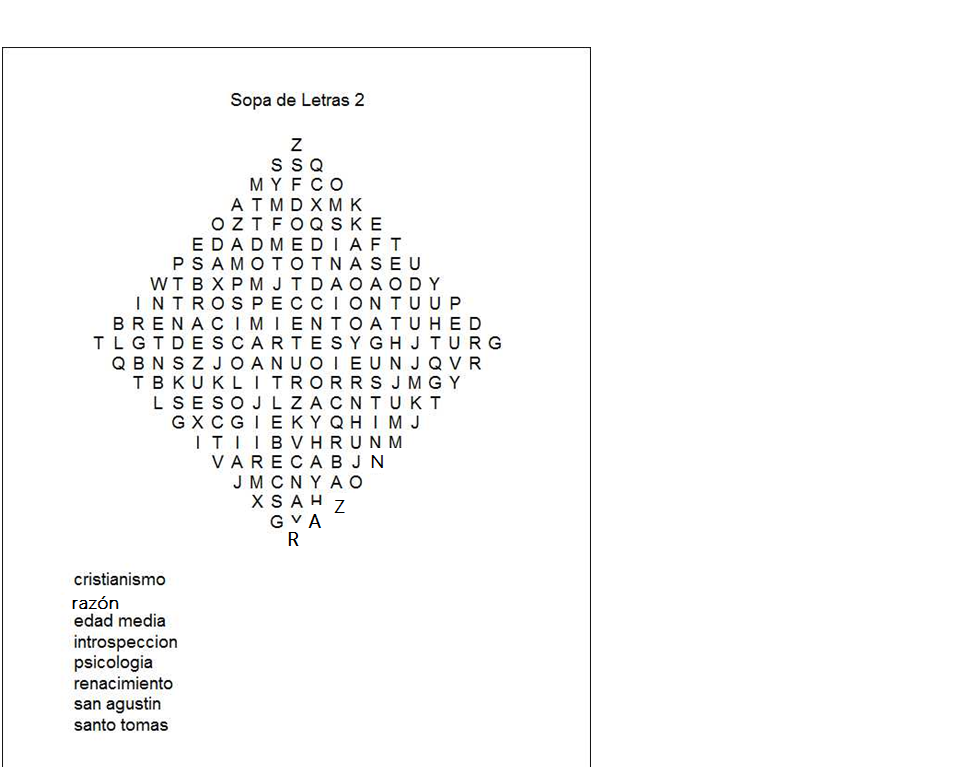 Sopa de Letras 2
Z
S S Q
M Y F C O
A T M D X M K
O Z T F O Q S K E
E D A D M E D I A F T
P S A M O T O T N A S E U
W T B X P M J T D A O A O D Y
I N T R O S P E C C I O N T U U P
B R E N A C I M I E N T O A T U H E D
T L G T D E S C A R T E S Y G H J T U R G
Q B N S Z J O A N U O I E U N J Q V R
T B K U K L I T R O R R S J M G Y
L S E S O J L Z A C N T U K T
G X C G I E K Y Q H I M J
I T I I B V H R U N M
V A R E C A B J N
J M C N Y A O
X S A H Z
G Y A
R
cristianismo
razón
edad media
introspeccion
psicologia
renacimiento
san agustin
santo tomas